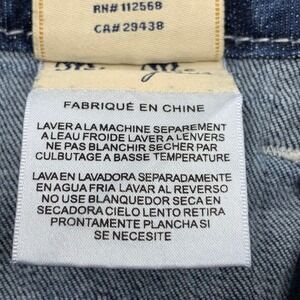 RN# 112568
CA# 29438
FABRIQUÉ EN CHINE
LAVER A LA MACHINE SEPAREMENT
A LEAU FROIDE LAVER A LENVERS
NE PAS BLANCHIR SECHER PAR
CULBUTAGE A BASSE TEMPERATURE
LAVA EN LAVADORA SEPARADAMENTE
EN AGUA FRIA LAVAR AL REVERSO
NO USE BLANQUEDOR SECA EN
SECADORA CIELO LENTO RETIRA
PRONTAMENTE PLANCHA SI
SE NECESITE